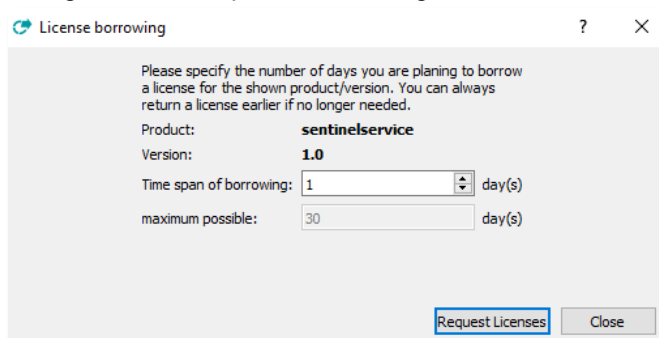 License borrowing ? ×
Please specify the number of days you are planing to borrow
a license for the shown product/version. You can always
return a license earlier if no longer needed.
Product: sentinelservice
Version: 1.0
Time span of borrowing: 1 day(s)
maximum possible: 30 day(s)
Request Licenses Close